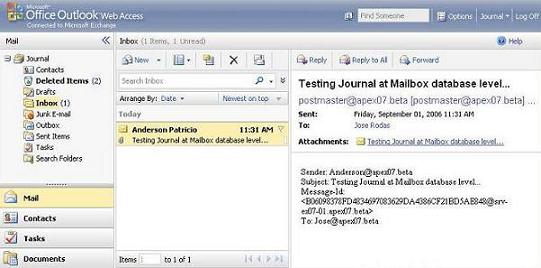 Microsoft
Office Outlook Web Access
Connected to Microsoft Exchange
Find Someone
Options
Journal
Log Off
Mail
Inbox (1 Items, 1 Unread)
Help
Journal
Contacts
Deleted Items (2)
Drafts
Inbox (1)
Junk E-mail
Outbox
Sent Items
Tasks
Search Folders
Mail
Contacts
Tasks
Documents
New
Search Inbox
Arrange By: Date
Newest on top
Today
Anderson Patricio 11:31 AM
Testing Journal at Mailbox database level...
Items 1 to 1 of 1
Reply
Reply to All
Forward
Testing Journal at Mailbox database level...
postmaster@apex07.beta [postmaster@apex07.beta]
Sent: Friday, September 01, 2006 11:31 AM
To: Jose Rodas
Attachments: Testing Journal at Mailbox database level...
Sender: Anderson@apex07.beta
Subject: Testing Journal at Mailbox database level...
Message-Id:
<B06098378FD4834697083629DA4386CF21BD5AE848@srv-
ex07-01.apex07.beta>
To: Jose@apex07.beta